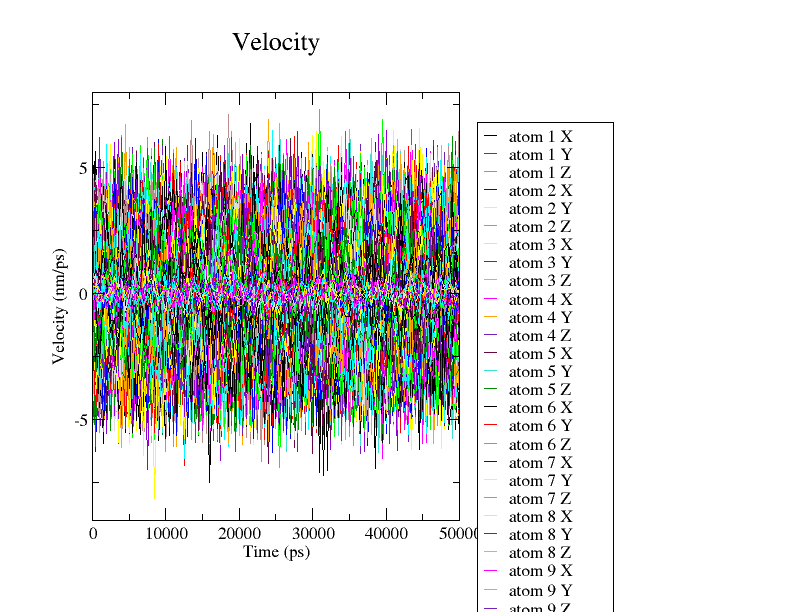 Velocity
5
0
-5
Velocity (nm/ps)
0 10000 20000 30000 40000 50000
Time (ps)
atom 1 X
atom 1 Y
atom 1 Z
atom 2 X
atom 2 Y
atom 2 Z
atom 3 X
atom 3 Y
atom 3 Z
atom 4 X
atom 4 Y
atom 4 Z
atom 5 X
atom 5 Y
atom 5 Z
atom 6 X
atom 6 Y
atom 6 Z
atom 7 X
atom 7 Y
atom 7 Z
atom 8 X
atom 8 Y
atom 8 Z
atom 9 X
atom 9 Y
atom 9 Z